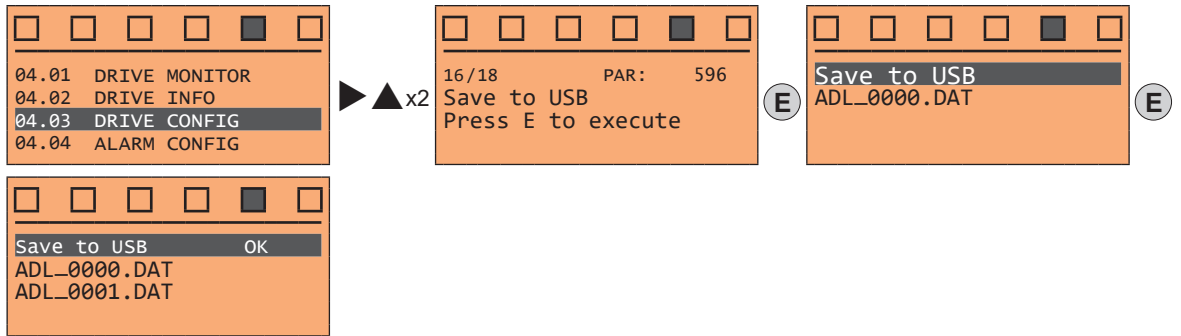 04.01 DRIVE MONITOR
04.02 DRIVE INFO
04.03 DRIVE CONFIG
04.04 ALARM CONFIG
x2
16/18 PAR: 596
Save to USB
Press E to execute
E
Save to USB
ADL_0000.DAT
E
Save to USB OK
ADL_0000.DAT
ADL_0001.DAT